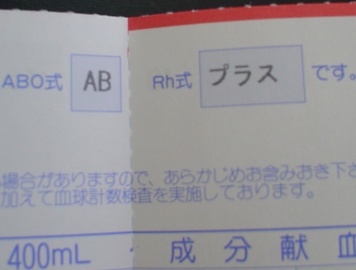 ABO式 AB Rh式 プラス です。
場合がありますので、あらかじめお含みおき下さ
加えて血球計数検査を実施しております。
400mL 成分献血